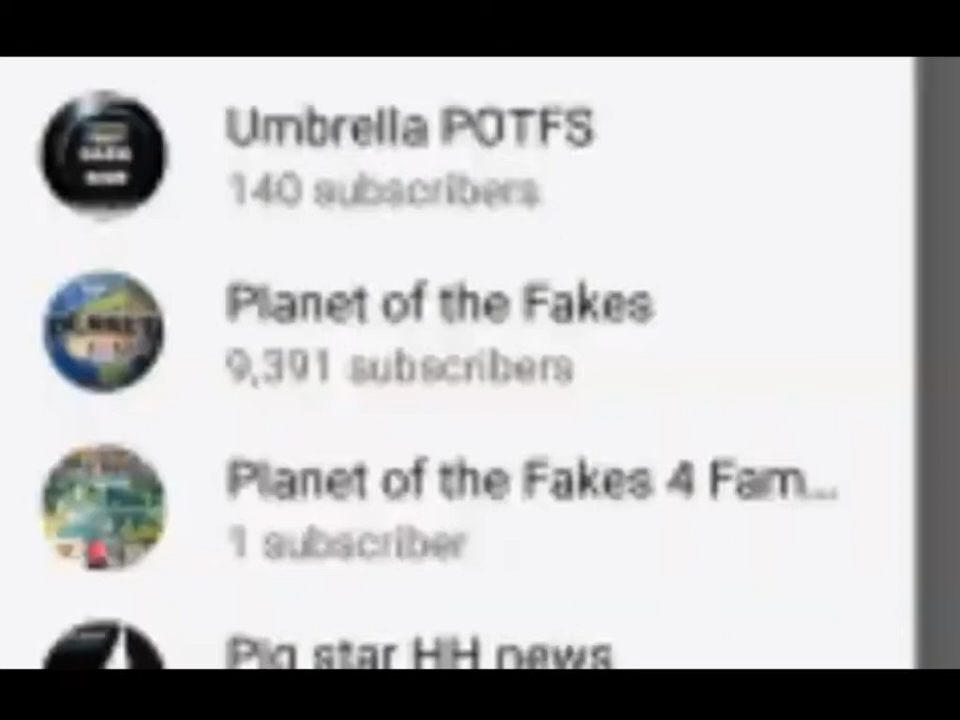 Umbrella POTFS
140 subscribers
Planet of the Fakes
9,391 subscribers
Planet of the Fakes 4 Fam...
1 subscriber
Pig star HH news